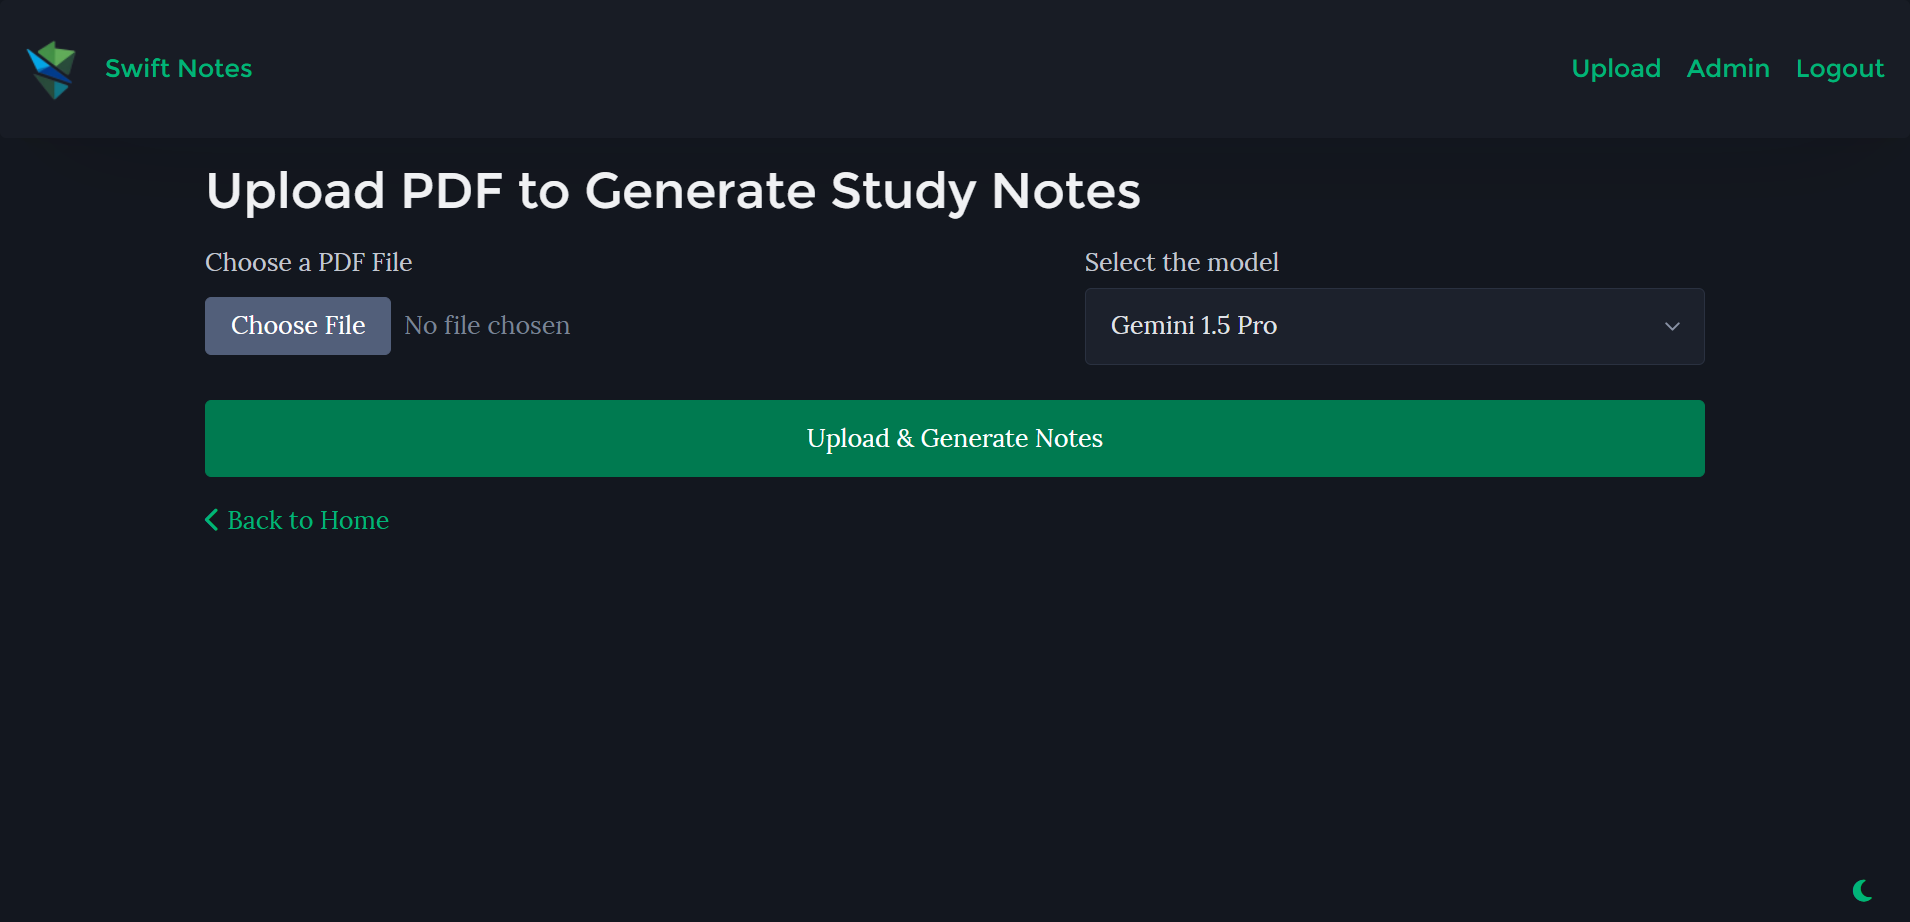 Swift Notes
Upload Admin Logout
Upload PDF to Generate Study Notes
Choose a PDF File
Select the model
Choose File No file chosen
Gemini 1.5 Pro
Upload & Generate Notes
Back to Home